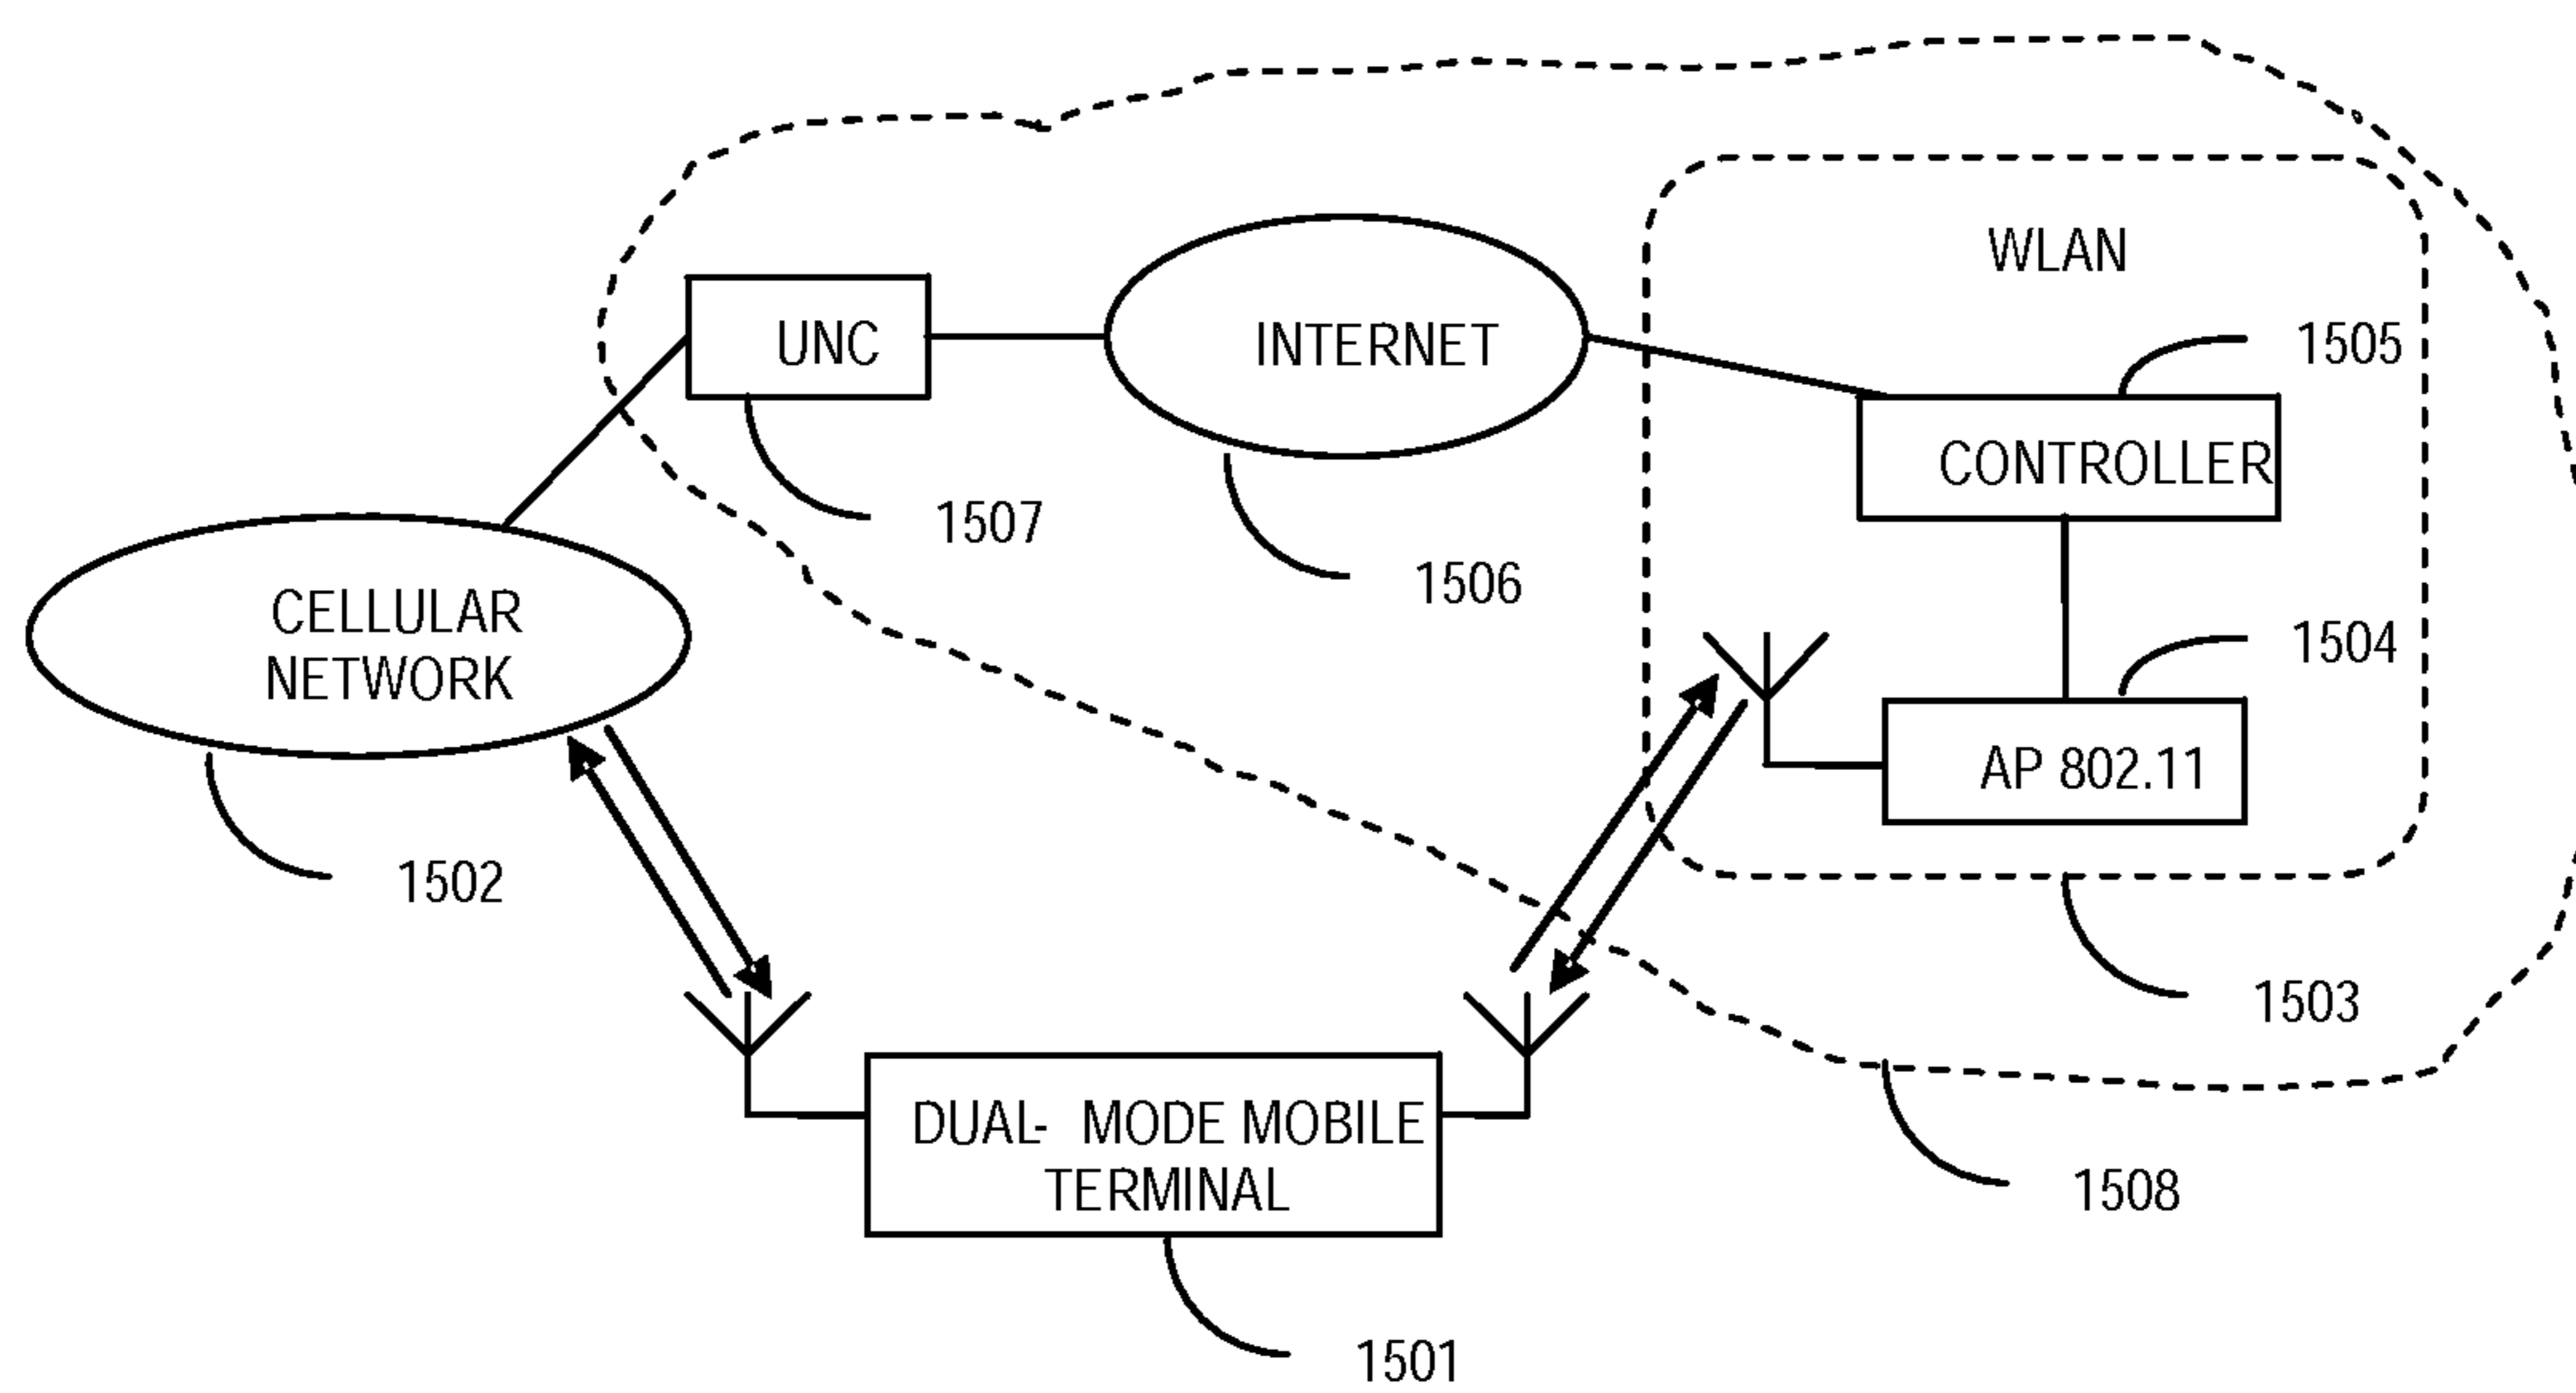 WLAN
UNC
INTERNET
1505
CONTROLLER
1507
1506
CELLULAR
NETWORK
1504
AP 802.11
1502
1503
DUAL- MODE MOBILE
TERMINAL
1508
1501